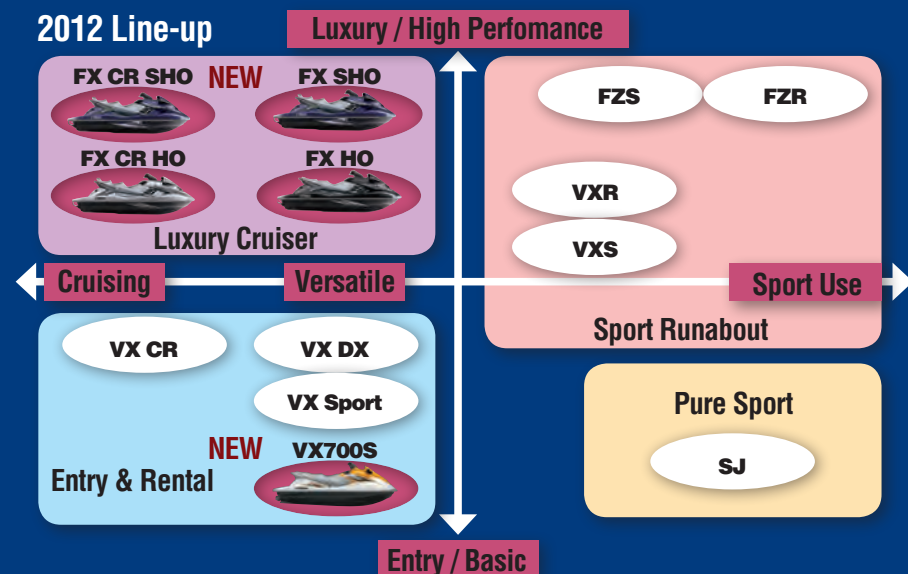 2012 Line-up
Luxury / High Perfomance
FX CR SHO NEW FX SHO
FX CR HO FX HO
Luxury Cruiser
FZS FZR
VXR
VXS
Cruising Versatile Sport Use
Sport Runabout
VX CR VX DX
VX Sport
NEW VX700S
Entry & Rental
Pure Sport
SJ
Entry / Basic